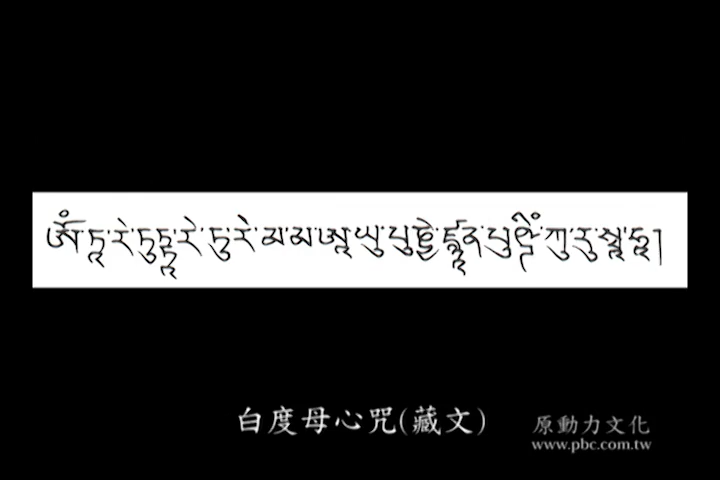 ༀ་ཏཱ་རེ་ཏུཏྟཱ་རེ་ཏུ་རེ་མ་མ་ཨཱ་ཡུ་པུ་ཎྱེ་ཛྙཱ་ན་པུཥྚིཾ་ཀུ་རུ་སྭཱ་ཧཱ།
白度母心咒(藏文)
原動力文化
www.pbc.com.tw